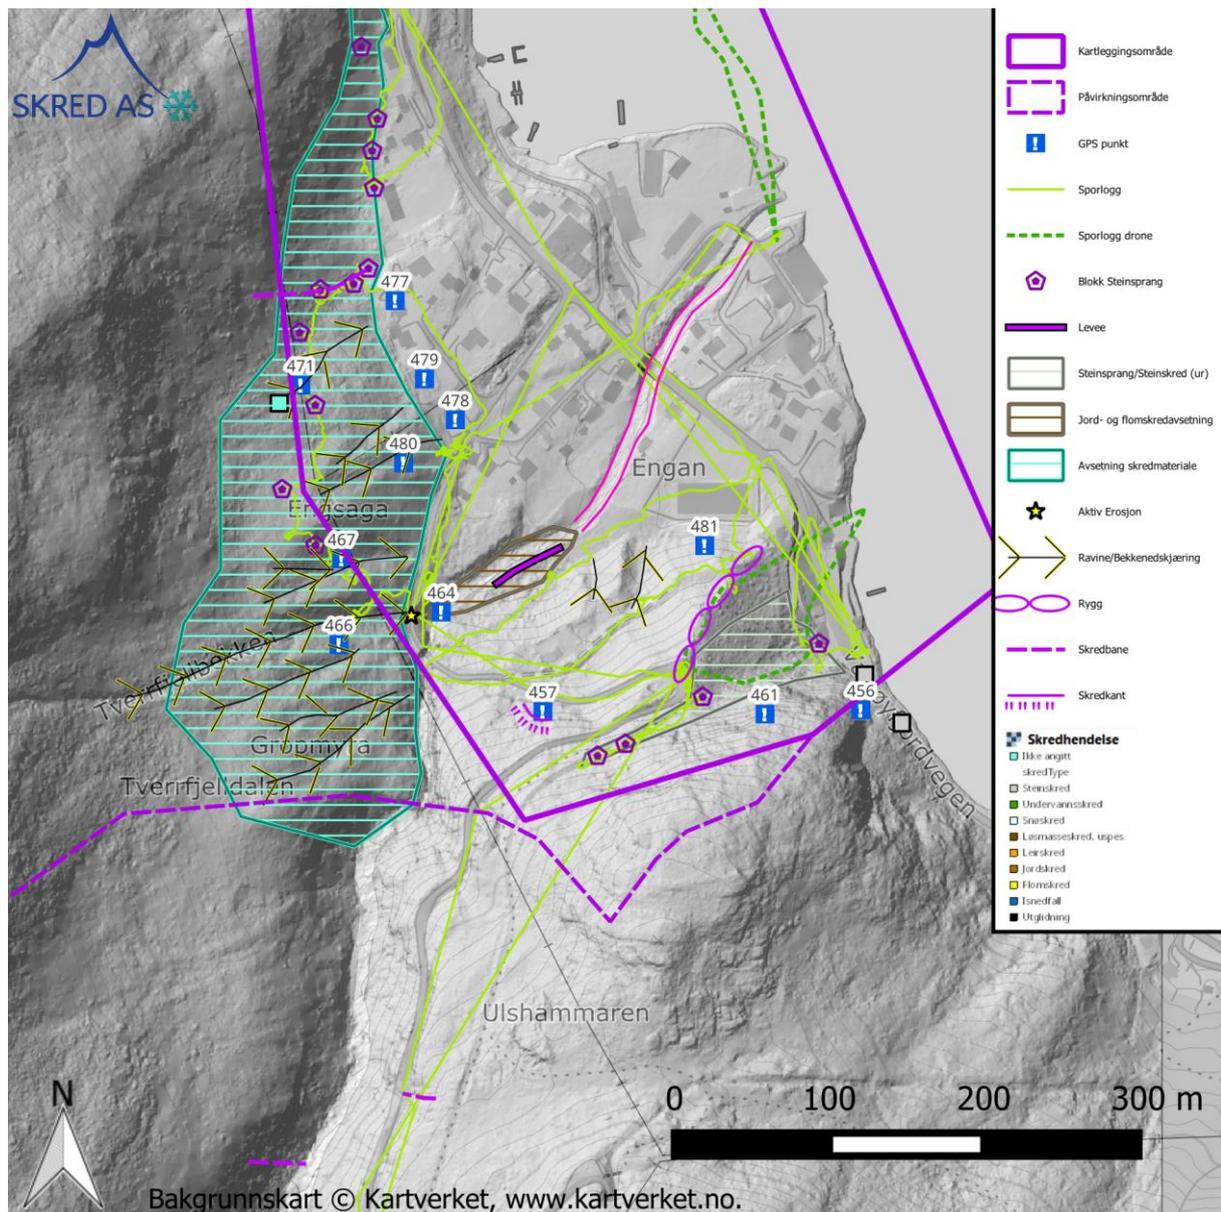 SKRED AS
Kartleggingsområde
Påvirkningsområde
GPS punkt
Sporlogg
Sporlogg drone
Blokk Steinsprang
Levee
Steinsprang/Steinskred (ur)
Jord- og flomskredavsetning
Avsetning skredmateriale
Aktiv Erosjon
Ravine/Bekkenedskjæring
Rygg
Skredbane
Skredkant
Skredhendelse
Ikke angitt
skredType
Steinskred
Undervannsskred
Snøskred
Løsmasseskred, uspes.
Leirskred
Jordskred
Flomskred
Isnedfall
Utglidning
477
479
471
478
480
Engan
Engsaga
467
481
464
466
Tverrfjellbekken
457
461
456
Gropmyra
Tverrfjelldalen
Ulshammaren
N
0 100 200 300 m
Bakgrunnskart © Kartverket, www.kartverket.no.